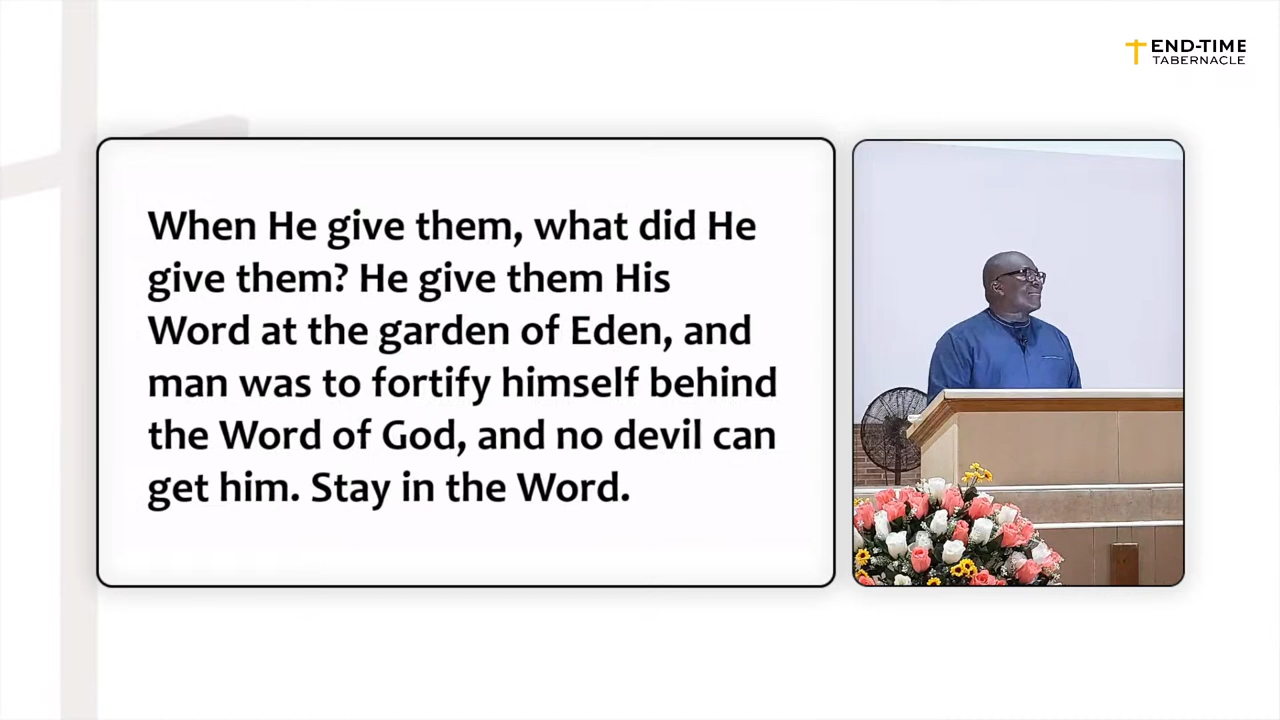 END-TIME
TABERNACLE
When He give them, what did He
give them? He give them His
Word at the garden of Eden, and
man was to fortify himself behind
the Word of God, and no devil can
get him. Stay in the Word.